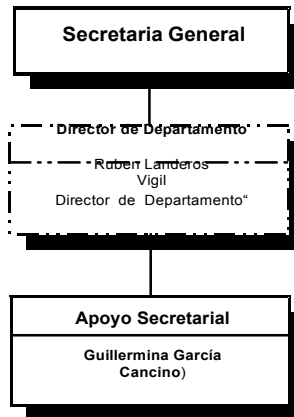 Secretaria General
Director de Departamento
Ruben Landeros
Vigil
Director de Departamento“
Apoyo Secretarial
Guillermina García
Cancino)